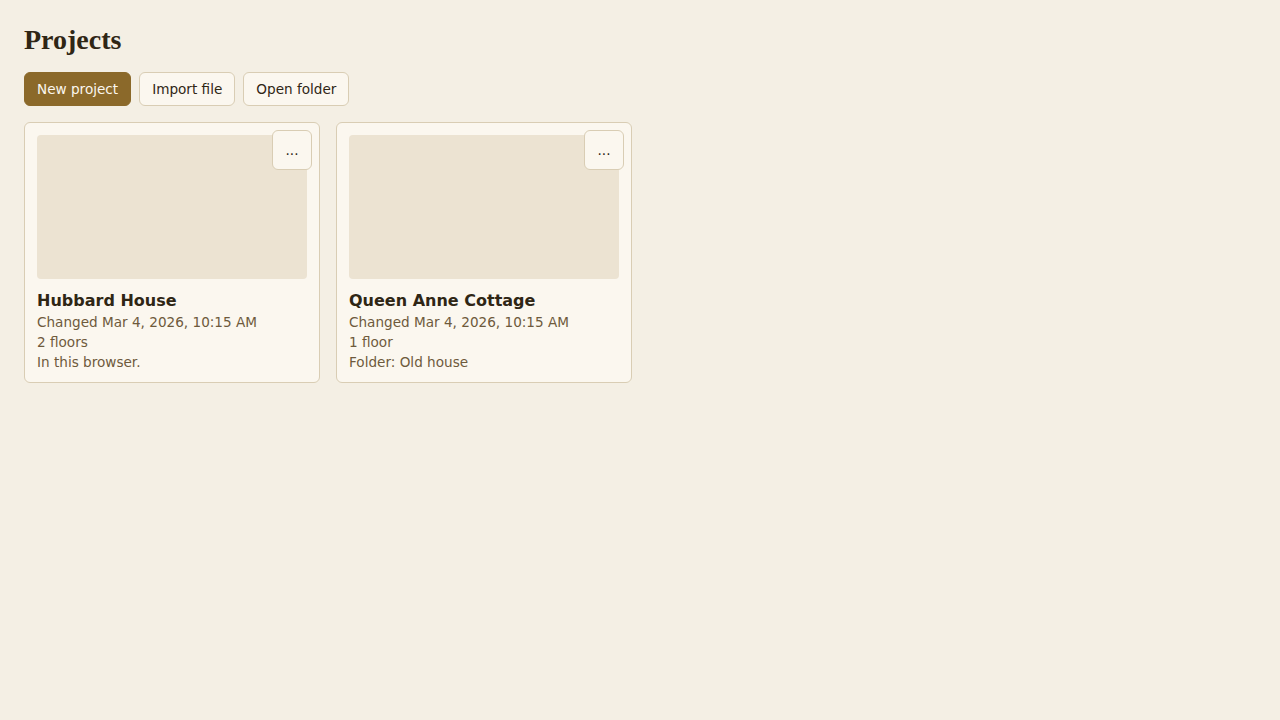 Projects
New project
Import file
Open folder
...
...
Hubbard House
Changed Mar 4, 2026, 10:15 AM
2 floors
In this browser.
Queen Anne Cottage
Changed Mar 4, 2026, 10:15 AM
1 floor
Folder: Old house